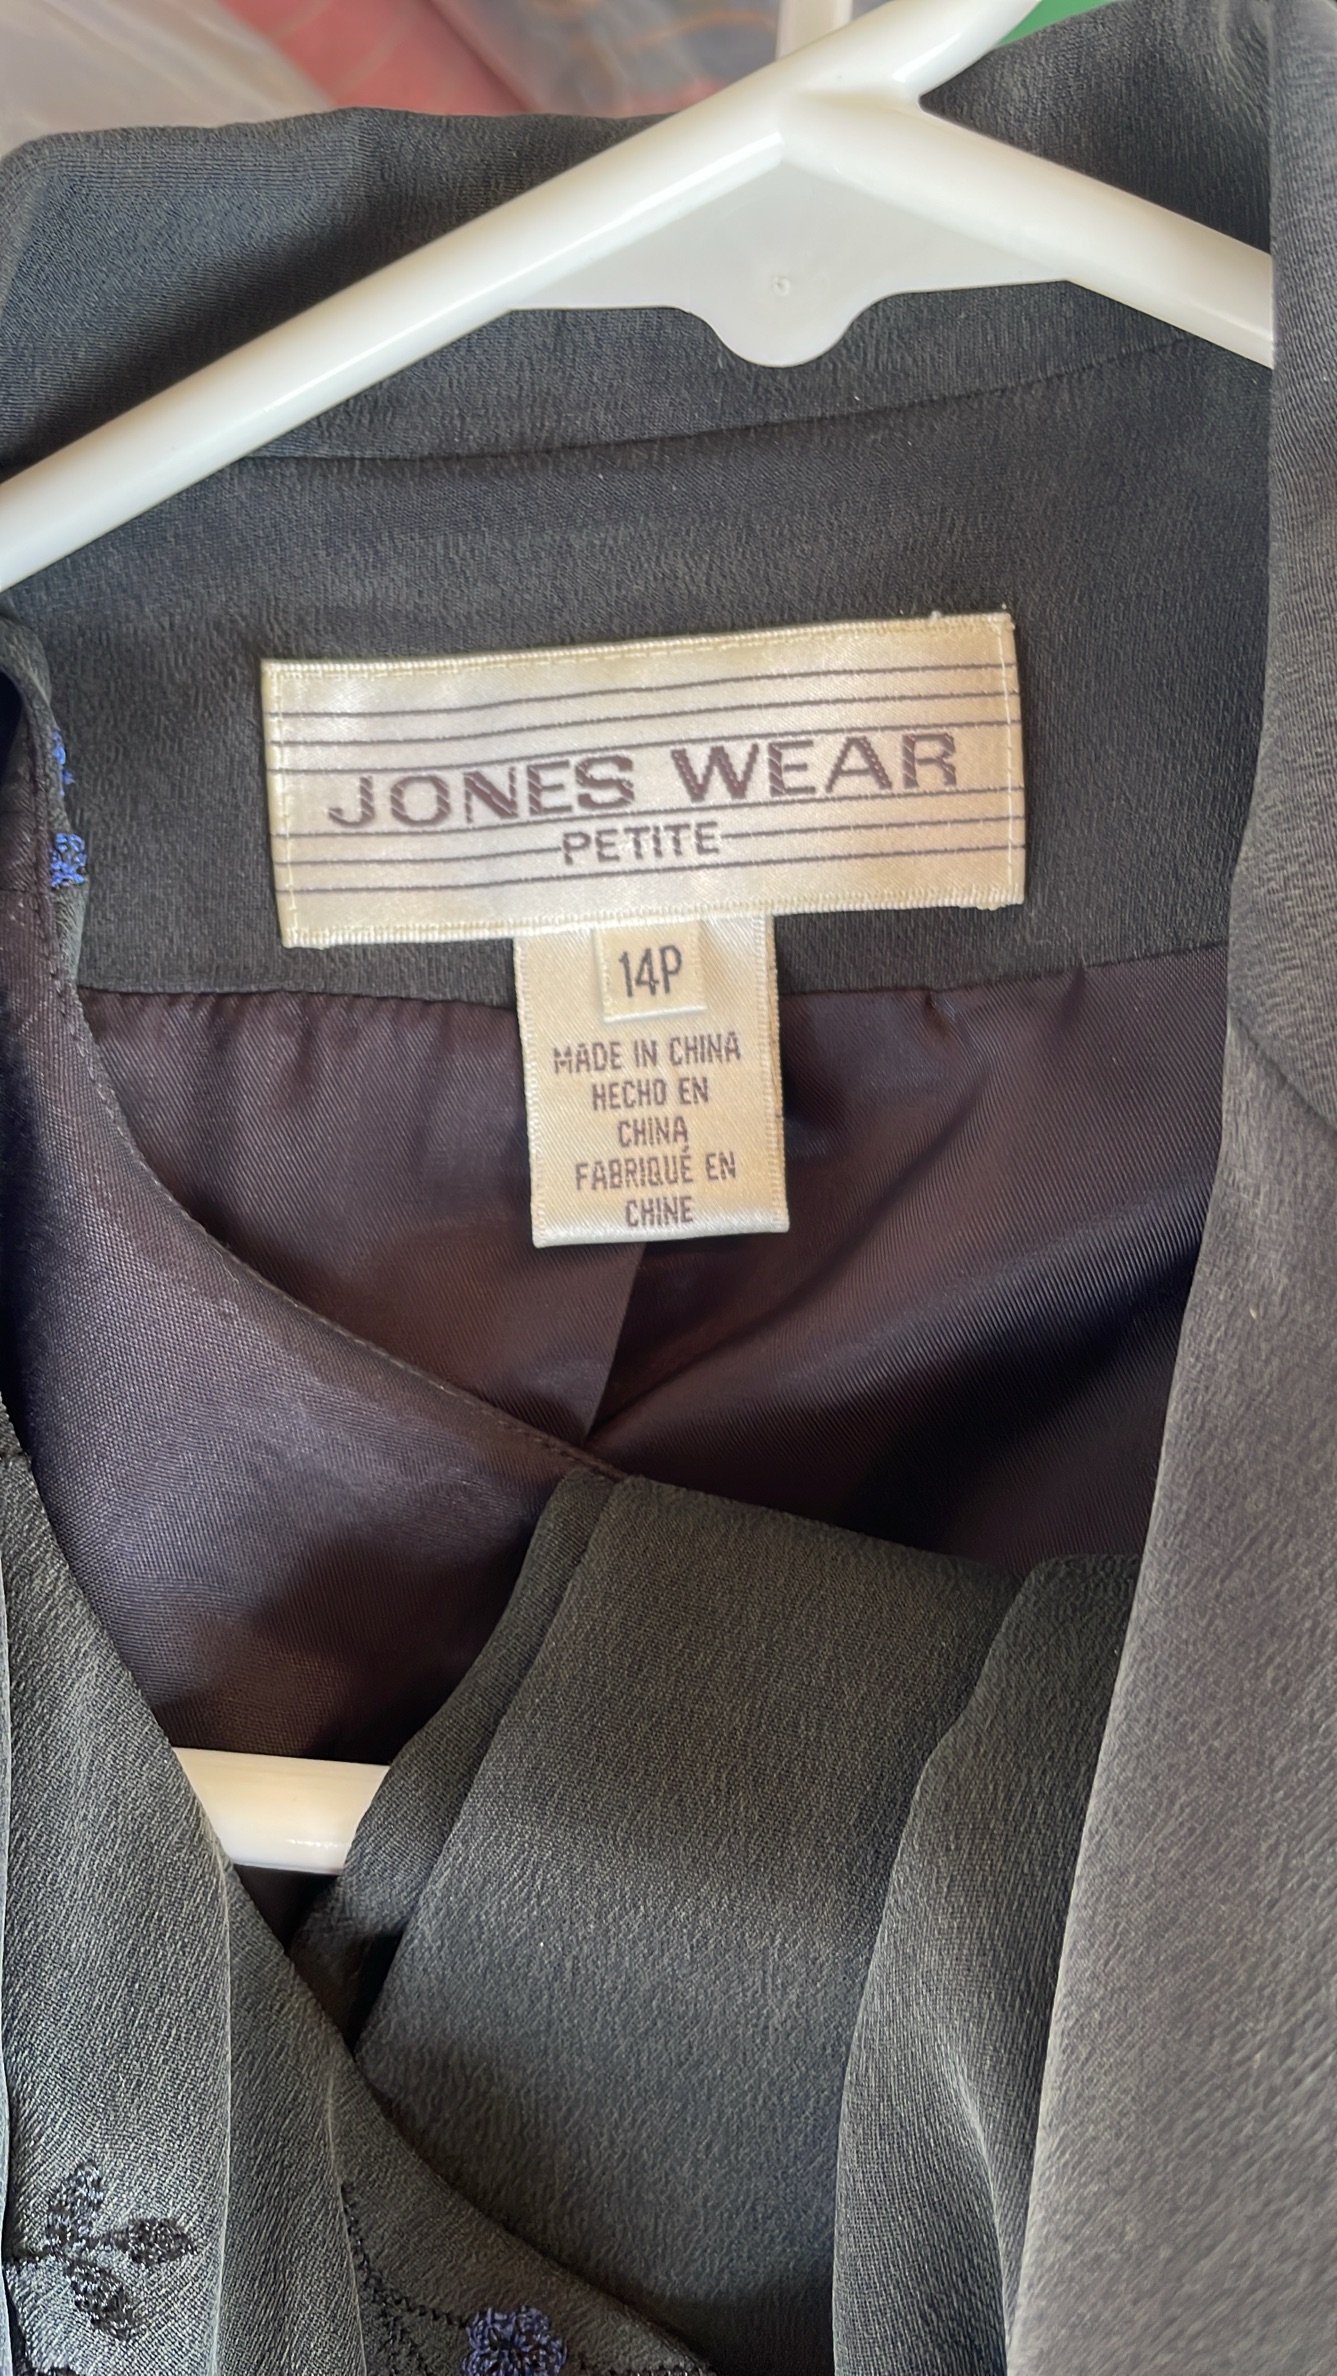 JONES WEAR
PETITE
14P
MADE IN CHINA
HECHO EN
CHINA
FABRIQUÉ EN
CHINE